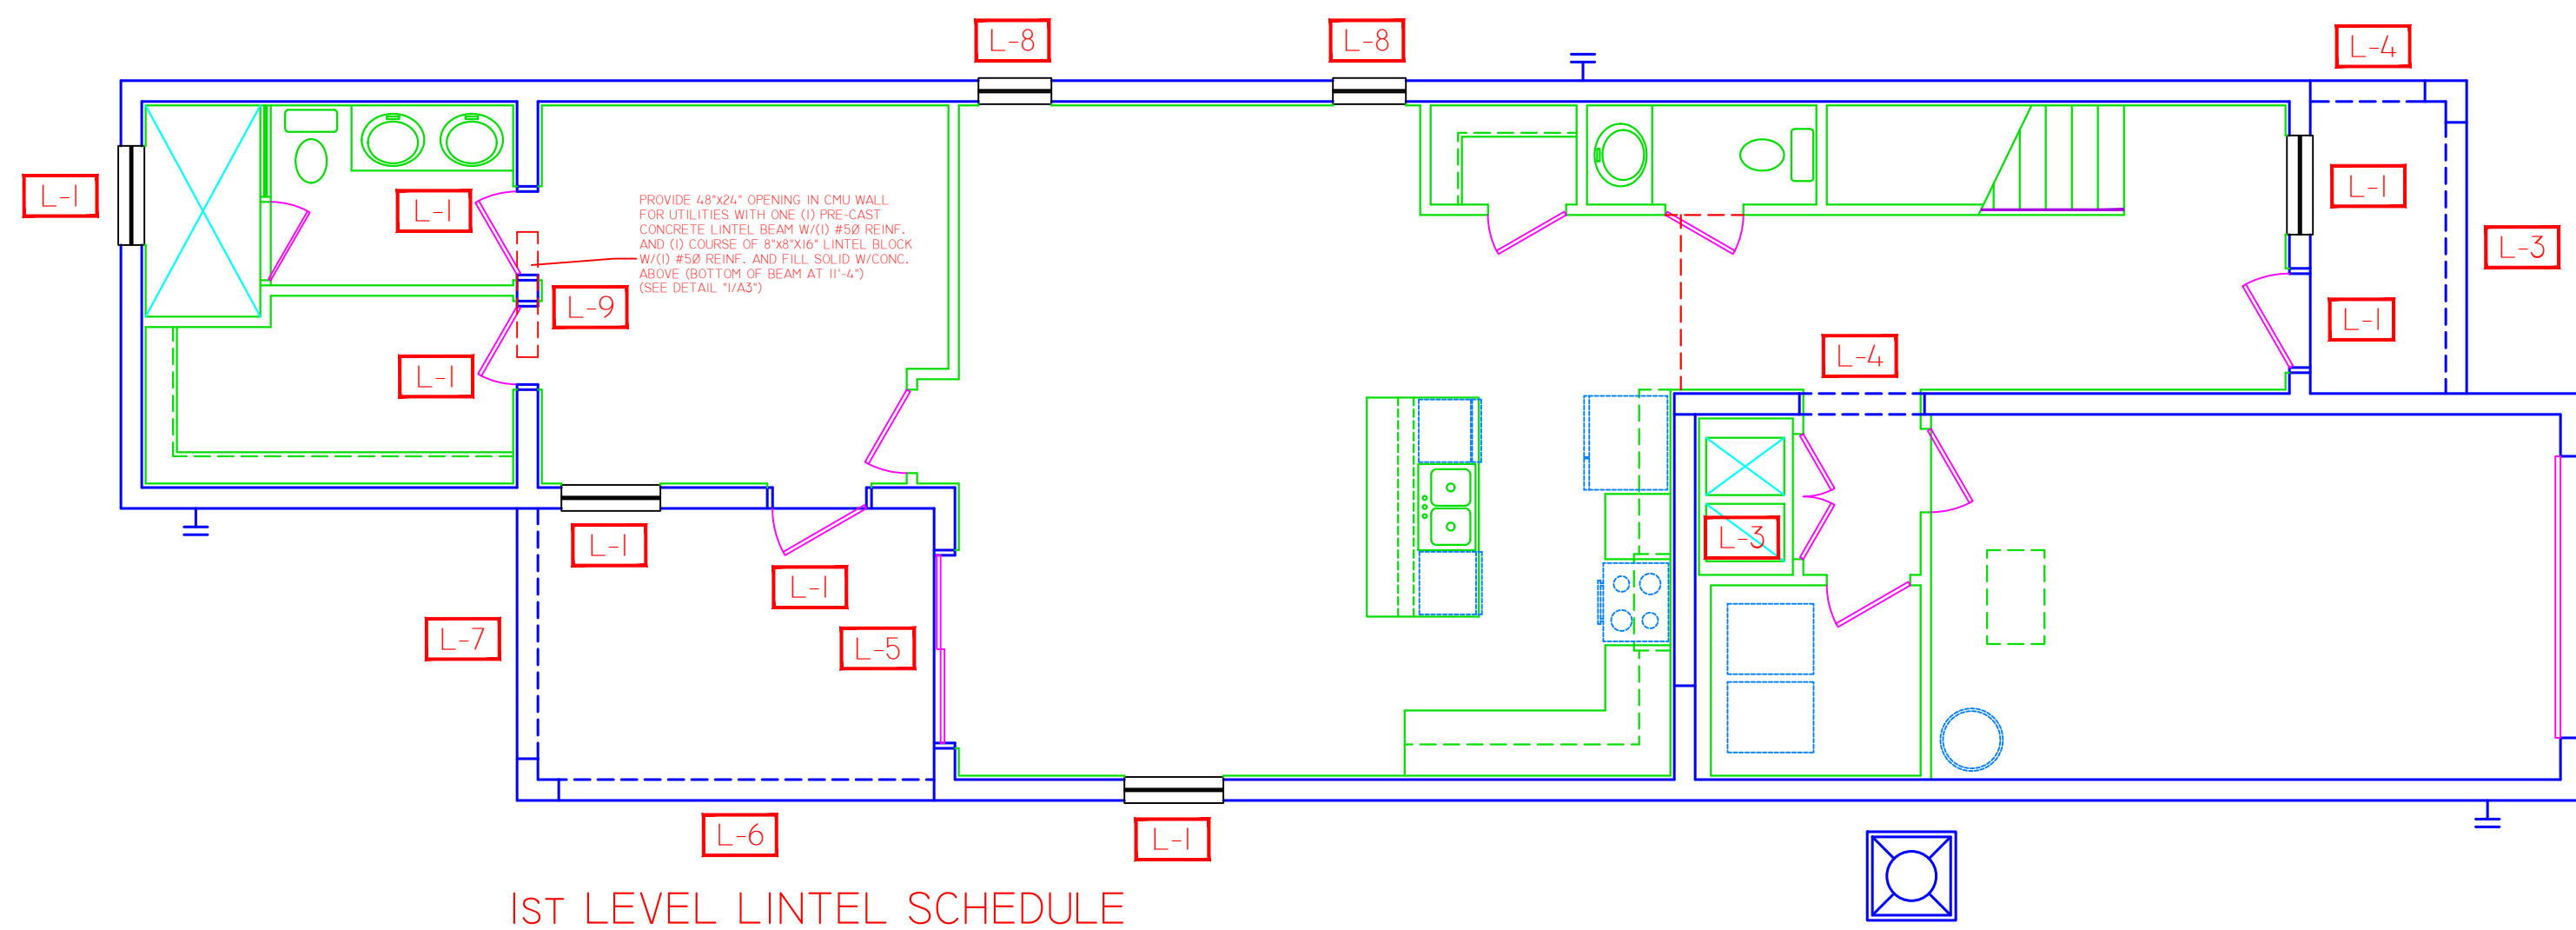 L-8
L-8
L-4
L-1
L-1
PROVIDE 48"x24" OPENING IN CMU WALL
FOR UTILITIES WITH ONE (1) PRE-CAST
CONCRETE LINTEL BEAM W/(1) #5Ø REINF.
AND (1) COURSE OF 8"x8"x16" LINTEL BLOCK
W/(1) #5Ø REINF. AND FILL SOLID W/CONC.
ABOVE (BOTTOM OF BEAM AT 11'-4")
(SEE DETAIL "1/A3")
L-1
L-3
L-9
L-1
L-4
L-1
L-3
L-1
L-1
L-7
L-5
L-6
L-1
1ST LEVEL LINTEL SCHEDULE